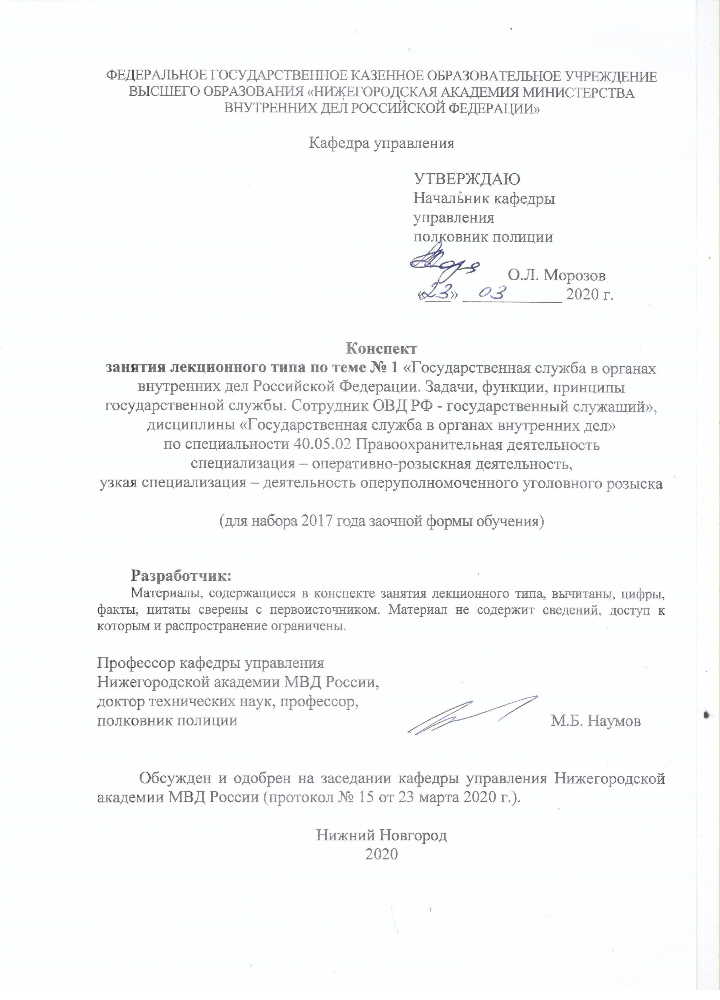 ФЕДЕРАЛЬНОЕ ГОСУДАРСТВЕННОЕ КАЗЕННОЕ ОБРАЗОВАТЕЛЬНОЕ УЧРЕЖДЕНИЕ
ВЫСШЕГО ОБРАЗОВАНИЯ «НИЖЕГОРОДСКАЯ АКАДЕМИЯ МИНИСТЕРСТВА
ВНУТРЕННИХ ДЕЛ РОССИЙСКОЙ ФЕДЕРАЦИИ»
Кафедра управления
УТВЕРЖДАЮ
Начальник кафедры
управления
полковник полиции
О.Л. Морозов
«23» 03 2020 г.
Конспект
занятия лекционного типа по теме № 1 «Государственная служба в органах
внутренних дел Российской Федерации. Задачи, функции, принципы
государственной службы. Сотрудник ОВД РФ - государственный служащий»,
дисциплины «Государственная служба в органах внутренних дел»
по специальности 40.05.02 Правоохранительная деятельность
специализация – оперативно-розыскная деятельность,
узкая специализация – деятельность оперуполномоченного уголовного розыска
(для набора 2017 года заочной формы обучения)
Разработчик:
Материалы, содержащиеся в конспекте занятия лекционного типа, вычитаны, цифры,
факты, цитаты сверены с первоисточником. Материал не содержит сведений, доступ к
которым и распространение ограничены.
Профессор кафедры управления
Нижегородской академии МВД России,
доктор технических наук, профессор,
полковник полиции М.Б. Наумов
Обсужден и одобрен на заседании кафедры управления Нижегородской
академии МВД России (протокол № 15 от 23 марта 2020 г.).
Нижний Новгород
2020